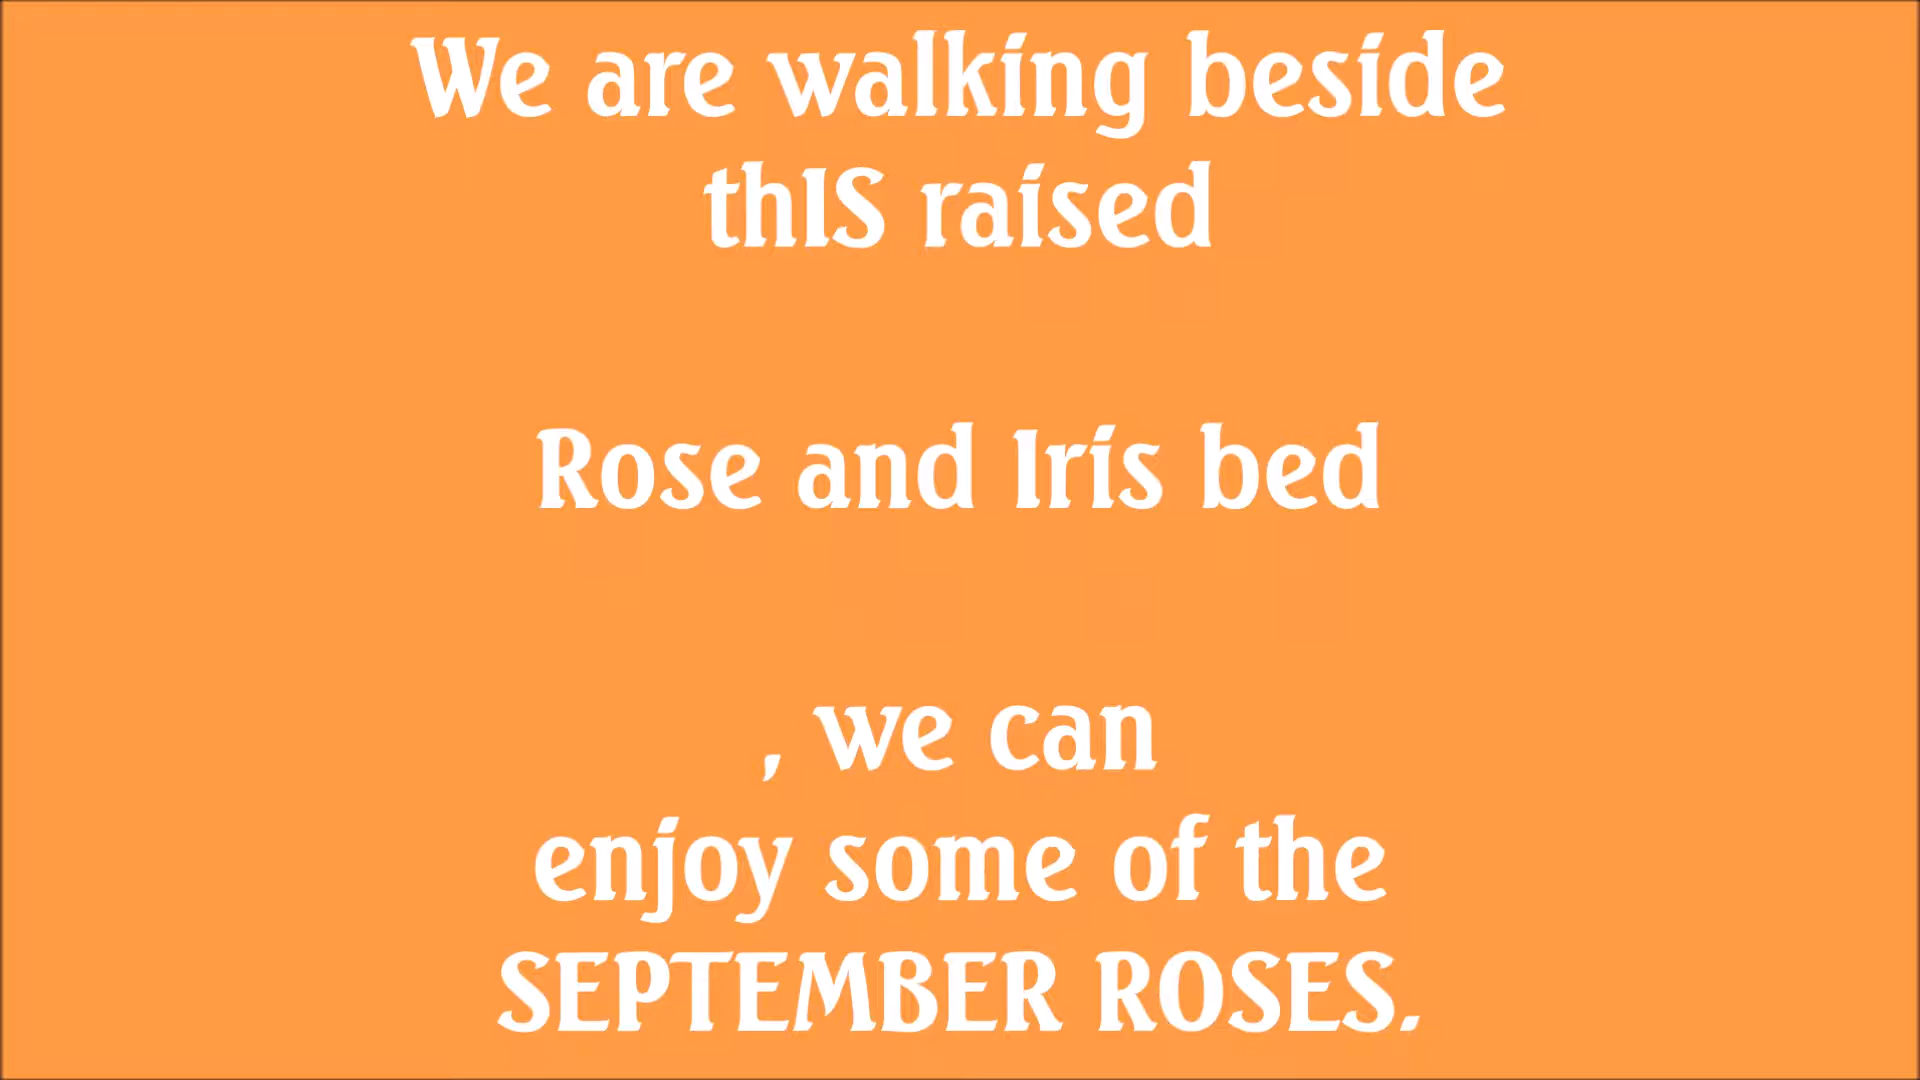 We are walking beside
thIS raised
Rose and Iris bed
, we can
enjoy some of the
SEPTEMBER ROSES.